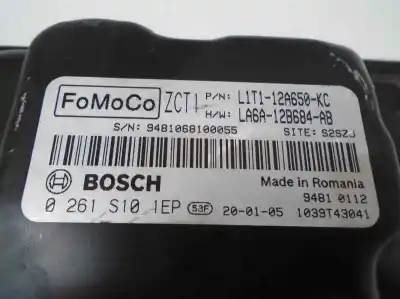 FoMoCo ZCT1 P/N: L1T1-12A650-KC
H/W: LA6A-12B684-AB
S/N: 9481068100055 SITE: S2SZJ
BOSCH Made in Romania
9481 0112
0 261 S10 1EP 53F 20-01-05 1039T43041